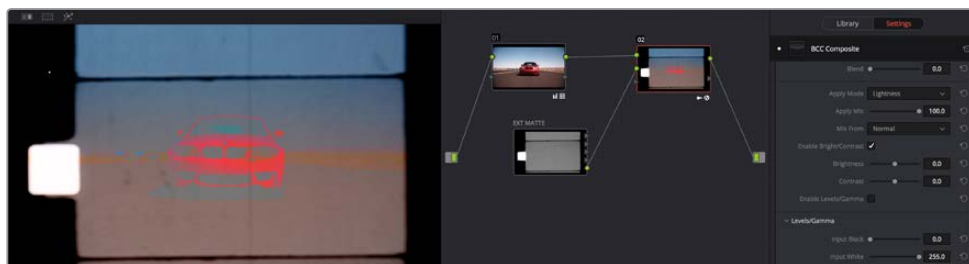 Library Settings
BCC Composite
01
02
EXT MATTE
Blend 0.0
Apply Mode Lightness
Apply Mix 100.0
Mix From Normal
Enable Bright/Contrast
Brightness 0.0
Contrast 0.0
Enable Levels/Gamma
Levels/Gamma
Input Black 0.0
Input White 255.0